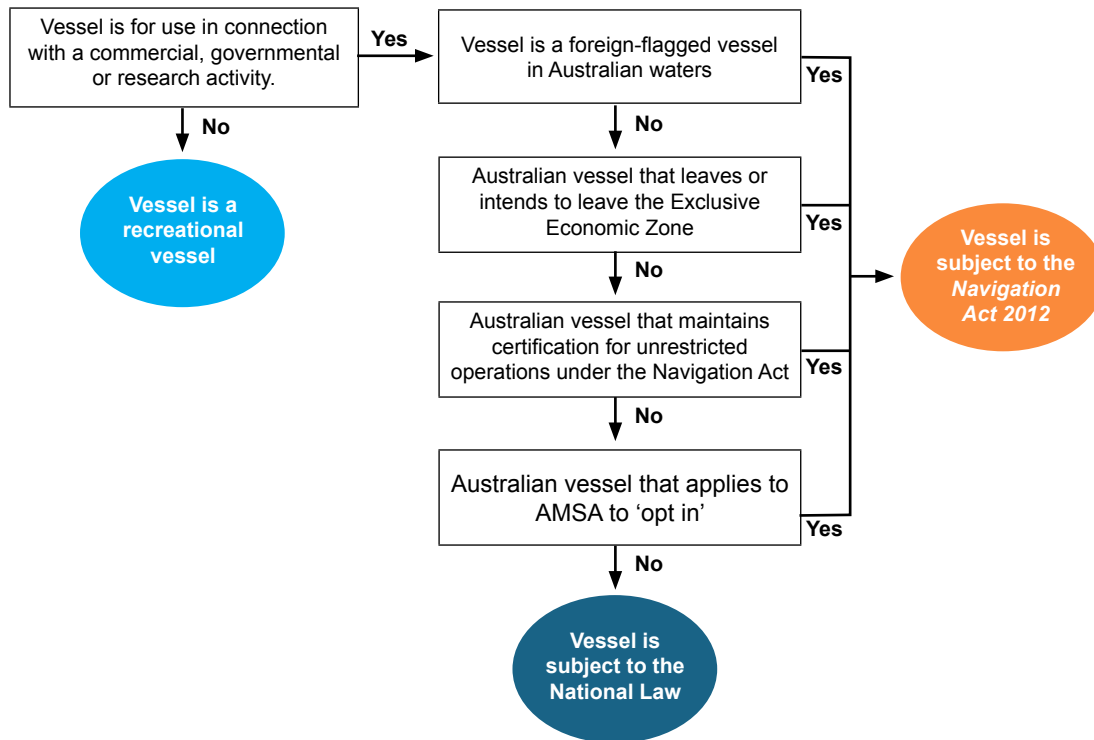 Vessel is for use in connection
with a commercial, governmental
or research activity.
Yes
Vessel is a foreign-flagged vessel
in Australian waters
Yes
No
Vessel is a
recreational
vessel
No
Australian vessel that leaves or
intends to leave the Exclusive
Economic Zone
Yes
No
Australian vessel that maintains
certification for unrestricted
operations under the Navigation Act
Yes
No
Australian vessel that applies to
AMSA to ‘opt in’
Yes
No
Vessel is
subject to the
Navigation
Act 2012
Vessel is
subject to the
National Law